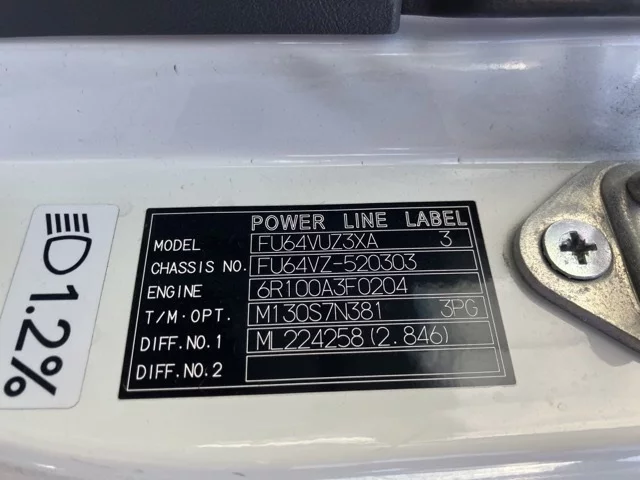 POWER LINE LABEL
MODEL FU64VUZ3XA 3
CHASSIS NO. FU64VZ-520303
ENGINE 6R100A3F0204
T/M·OPT. M130S7N381 3PG
DIFF.NO.1 ML224258(2.846)
DIFF.NO.2
1.2%